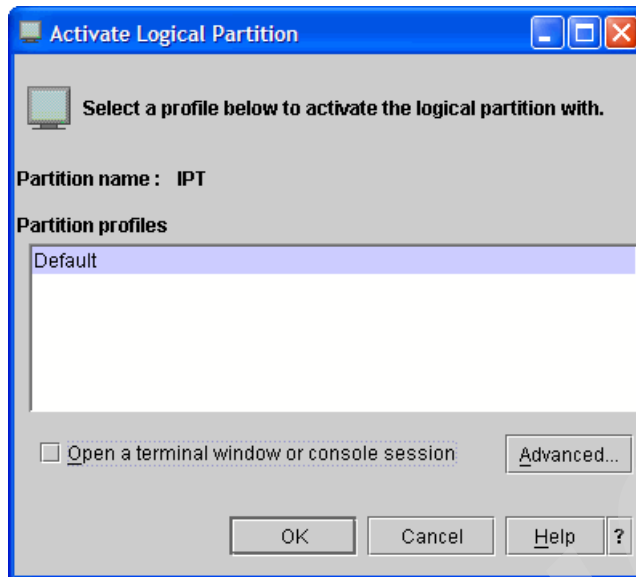 Activate Logical Partition
Select a profile below to activate the logical partition with.
Partition name : IPT
Partition profiles
Default
Open a terminal window or console session
Advanced...
OK
Cancel
Help
?